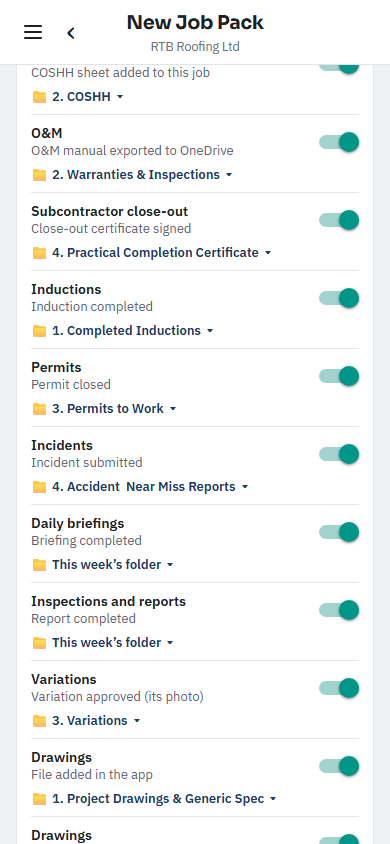 New Job Pack
RTB Roofing Ltd
COSHH sheet added to this job
2. COSHH
O&M
O&M manual exported to OneDrive
2. Warranties & Inspections
Subcontractor close-out
Close-out certificate signed
4. Practical Completion Certificate
Inductions
Induction completed
1. Completed Inductions
Permits
Permit closed
3. Permits to Work
Incidents
Incident submitted
4. Accident  Near Miss Reports
Daily briefings
Briefing completed
This week’s folder
Inspections and reports
Report completed
This week’s folder
Variations
Variation approved (its photo)
3. Variations
Drawings
File added in the app
1. Project Drawings & Generic Spec
Drawings